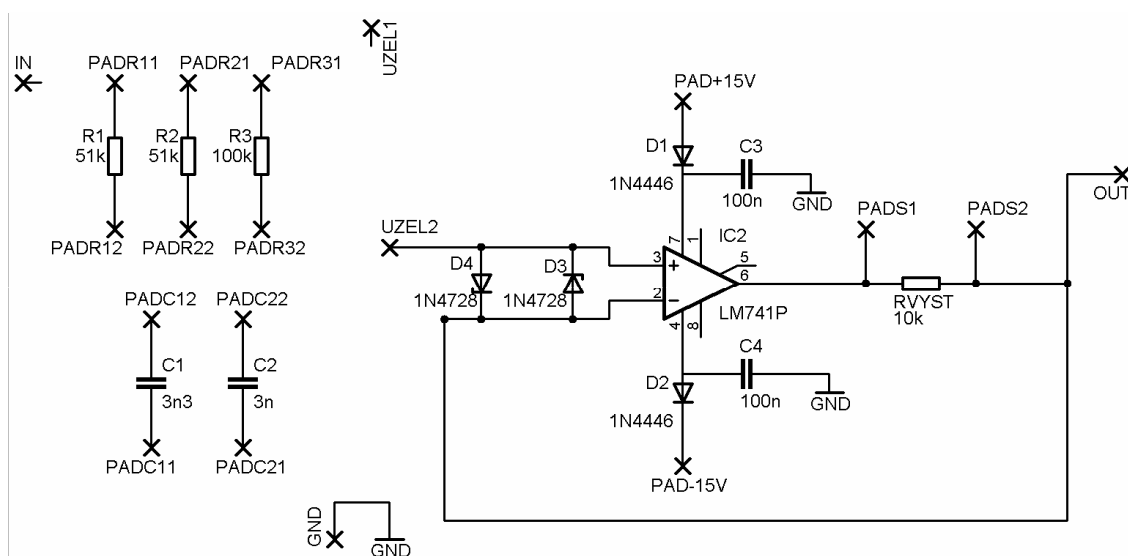 UZEL1
IN
PADR11
PADR21
PADR31
PAD+15V
R1
51k
R2
51k
R3
100k
D1
1N4446
C3
100n
GND
OUT
PADR12
PADR22
PADR32
UZEL2
PADS1
PADS2
D4
1N4728
D3
1N4728
7
1
IC2
3
+
2
−
5
6
4
8
LM741P
RVYST
10k
PADC12
PADC22
C1
3n3
C2
3n
D2
1N4446
C4
100n
GND
PADC11
PADC21
PAD-15V
GND
GND